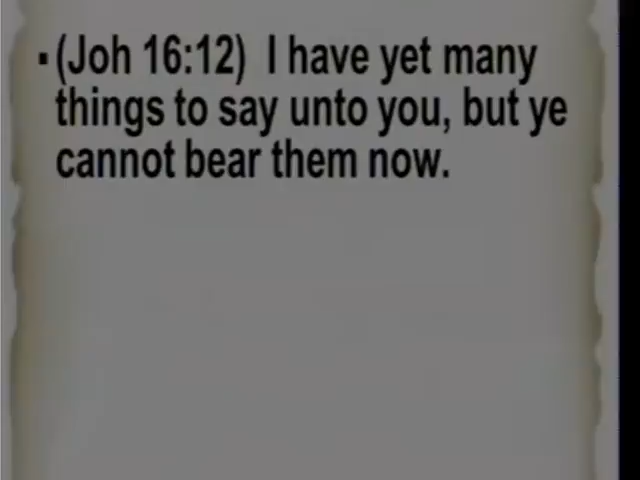 ▪ (Joh 16:12)  I have yet many
things to say unto you, but ye
cannot bear them now.